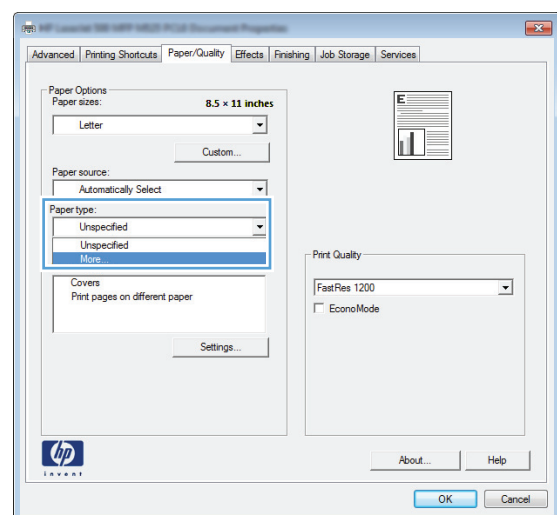 Advanced Printing Shortcuts Paper/Quality Effects Finishing Job Storage Services
Paper Options
Paper sizes: 8.5 × 11 inches
Letter
Custom...
Paper source:
Automatically Select
Paper type:
Unspecified
Unspecified
More...
Covers
Print pages on different paper
Settings...
E
Print Quality
FastRes 1200
EconoMode
hp
invent
About... Help
OK Cancel